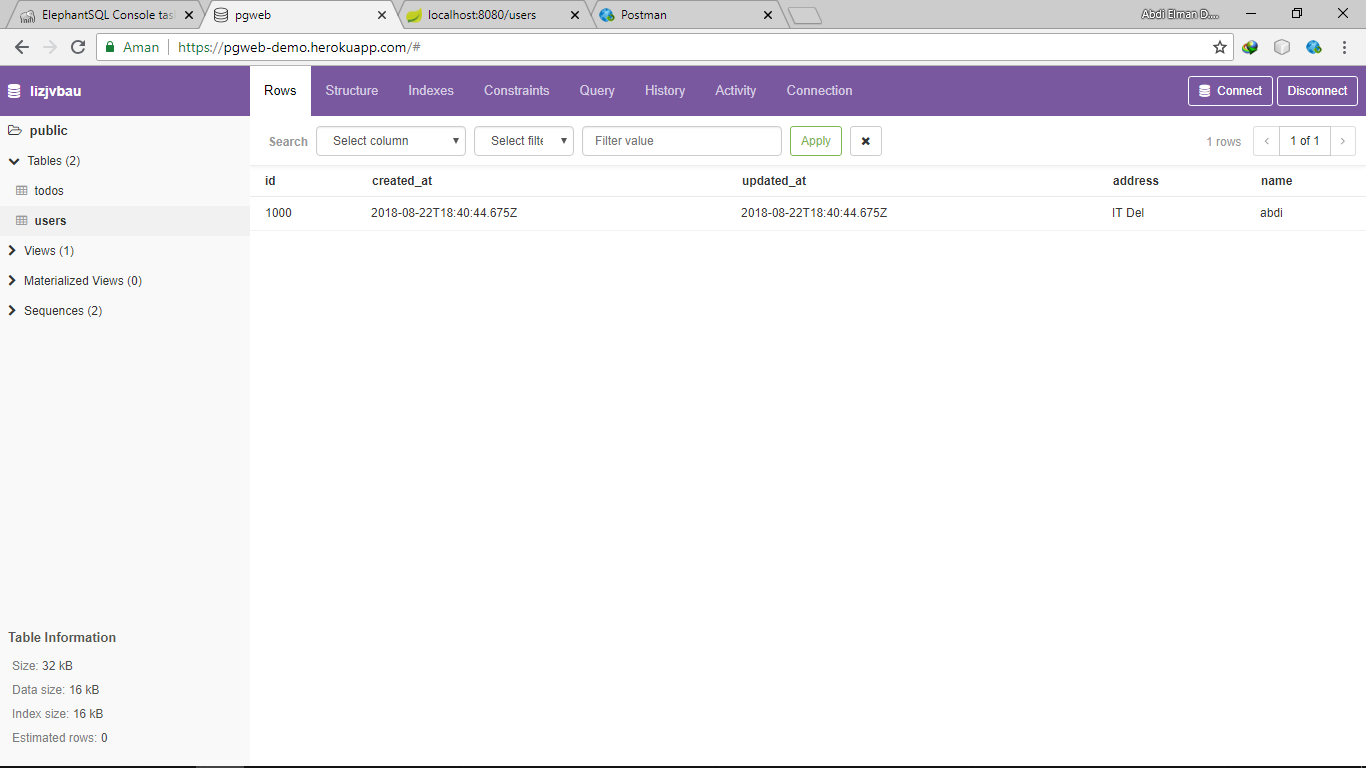 ElephantSQL Console tas
pgweb
localhost:8080/users
Postman
Abdi Elman D....
Aman
https://pgweb-demo.herokuapp.com/#
lizjvbau
Rows
Structure
Indexes
Constraints
Query
History
Activity
Connection
Connect
Disconnect
public
Tables (2)
todos
users
Views (1)
Materialized Views (0)
Sequences (2)
Search
Select column
Select filte
Filter value
Apply
1 rows
1 of 1
id created_at updated_at address name
1000 2018-08-22T18:40:44.675Z 2018-08-22T18:40:44.675Z IT Del abdi
Table Information
Size: 32 kB
Data size: 16 kB
Index size: 16 kB
Estimated rows: 0